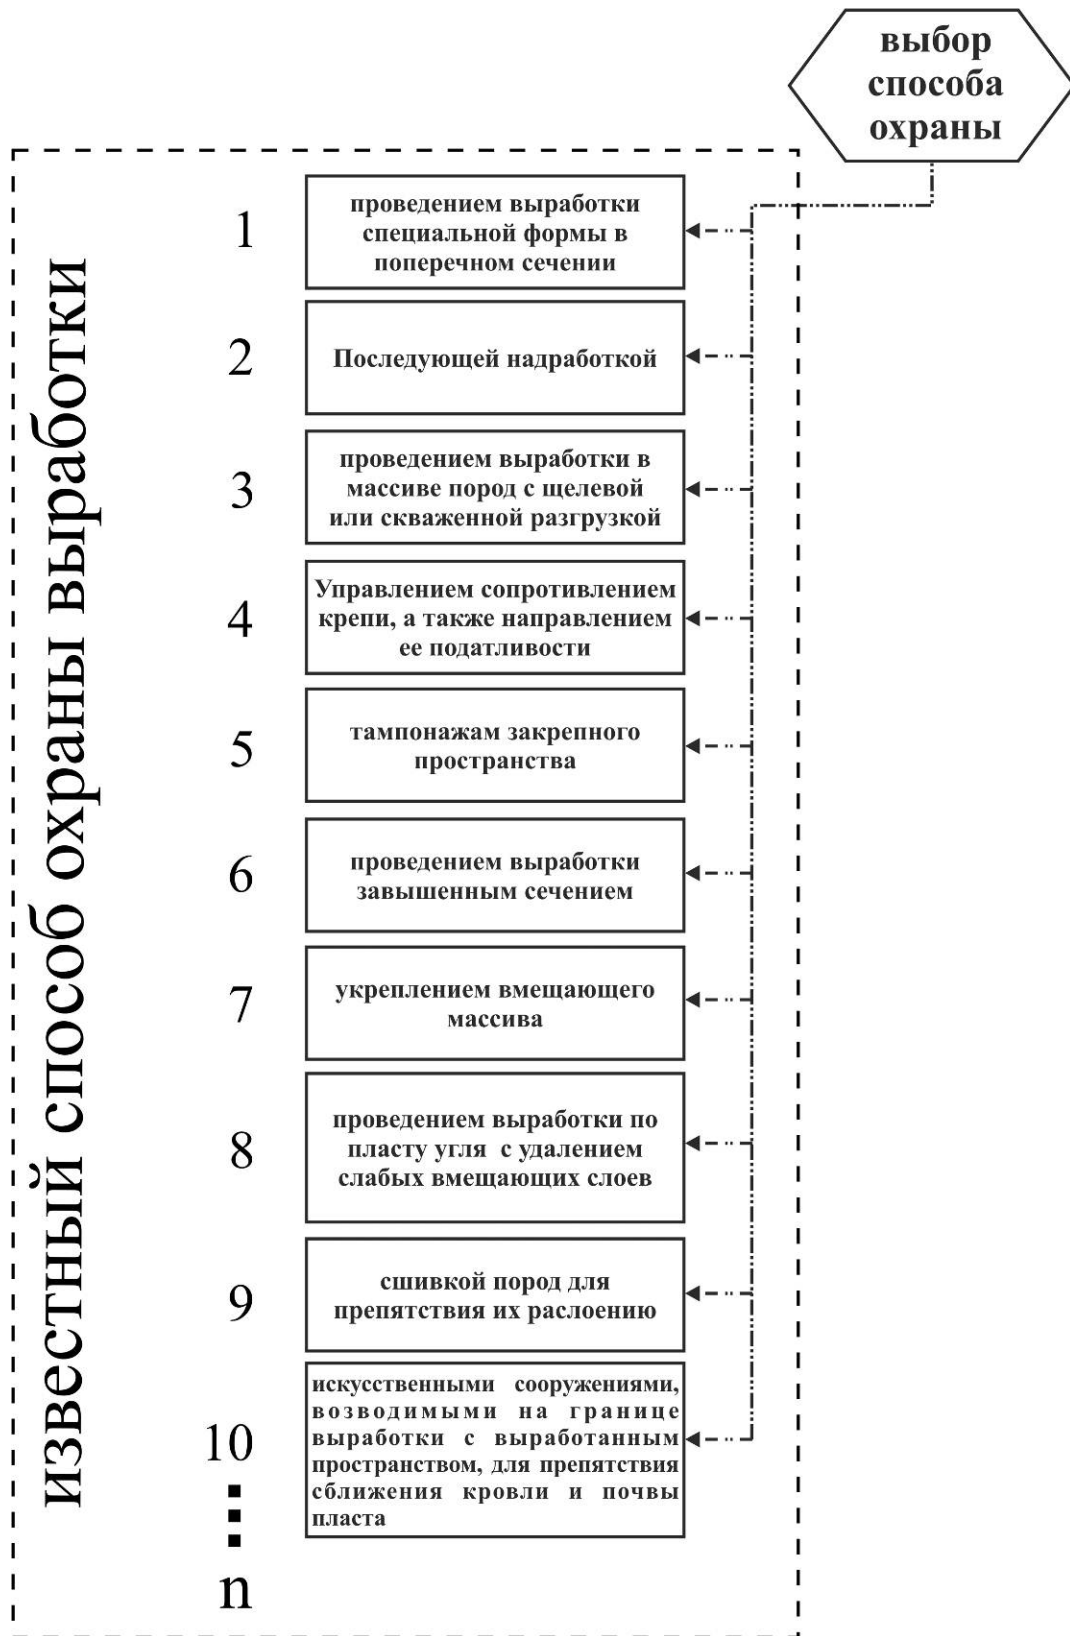 выбор
способа
охраны
известный способ охраны выработки
1
проведением выработки
специальной формы в
поперечном сечении
2
Последующей надработкой
3
проведением выработки в
массиве пород с щелевой
или скваженной разгрузкой
4
Управлением сопротивлением
крепи, а также направлением
ее податливости
5
тампонажам закрепного
пространства
6
проведением выработки
завышенным сечением
7
укреплением вмещающего
массива
8
проведением выработки по
пласту угля с удалением
слабых вмещающих слоев
9
сшивкой пород для
препятствия их раслоению
10
искусственными сооружениями,
возводимыми на границе
выработки с выработанным
пространством, для препятствия
сближения кровли и почвы
пласта
n